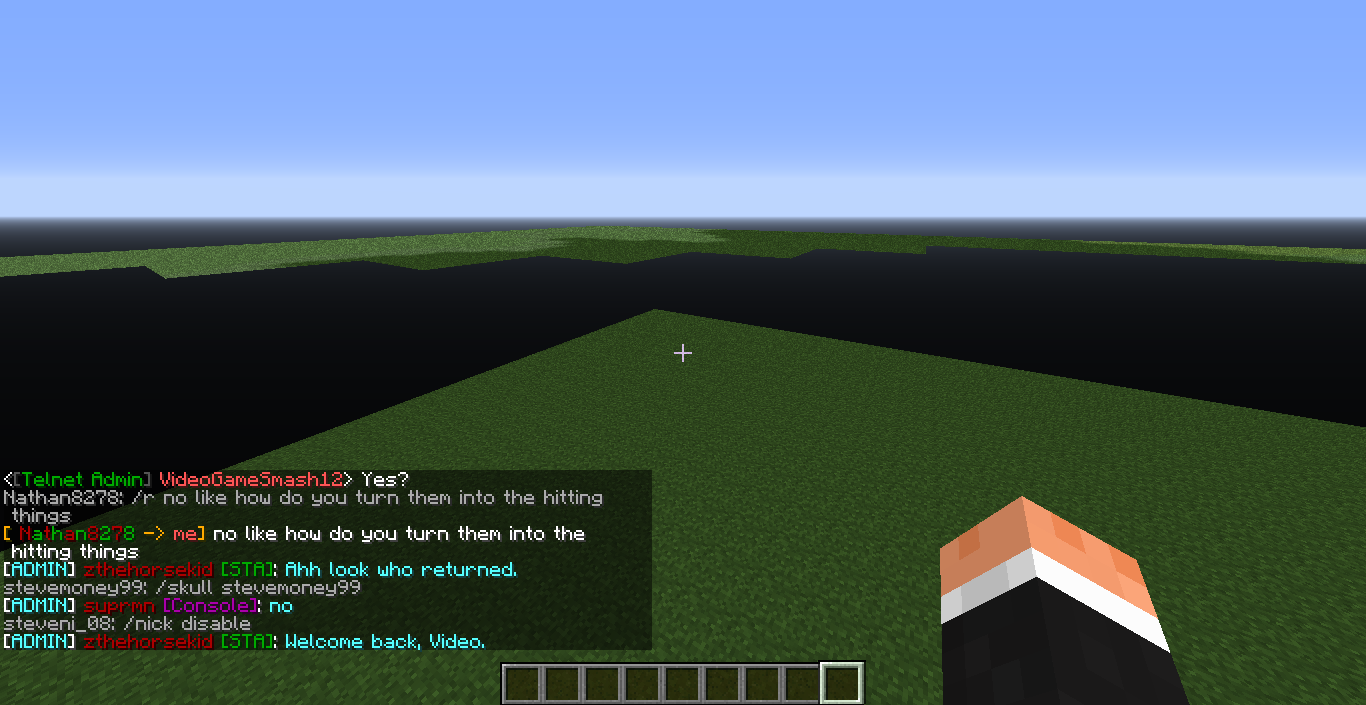 <[Telnet Admin] VideoGameSmash12> Yes?
Nathan8278: /r no like how do you turn them into the hitting
things
[ Nathan8278 -> me] no like how do you turn them into the
hitting things
[ADMIN] zthehorsekid [STA]: Ahh look who returned.
stevemoney99: /skull stevemoney99
[ADMIN] suprmn [Console]: no
steveni_08: /nick disable
[ADMIN] zthehorsekid [STA]: Welcome back, Video.